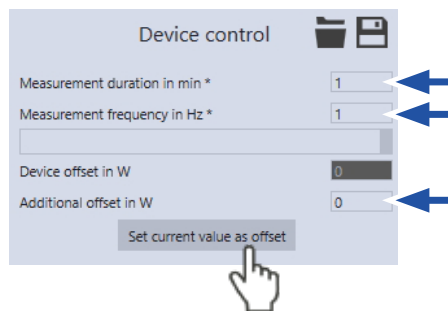 Device control
Measurement duration in min * 1
Measurement frequency in Hz * 1
Device offset in W 0
Additional offset in W 0
Set current value as offset